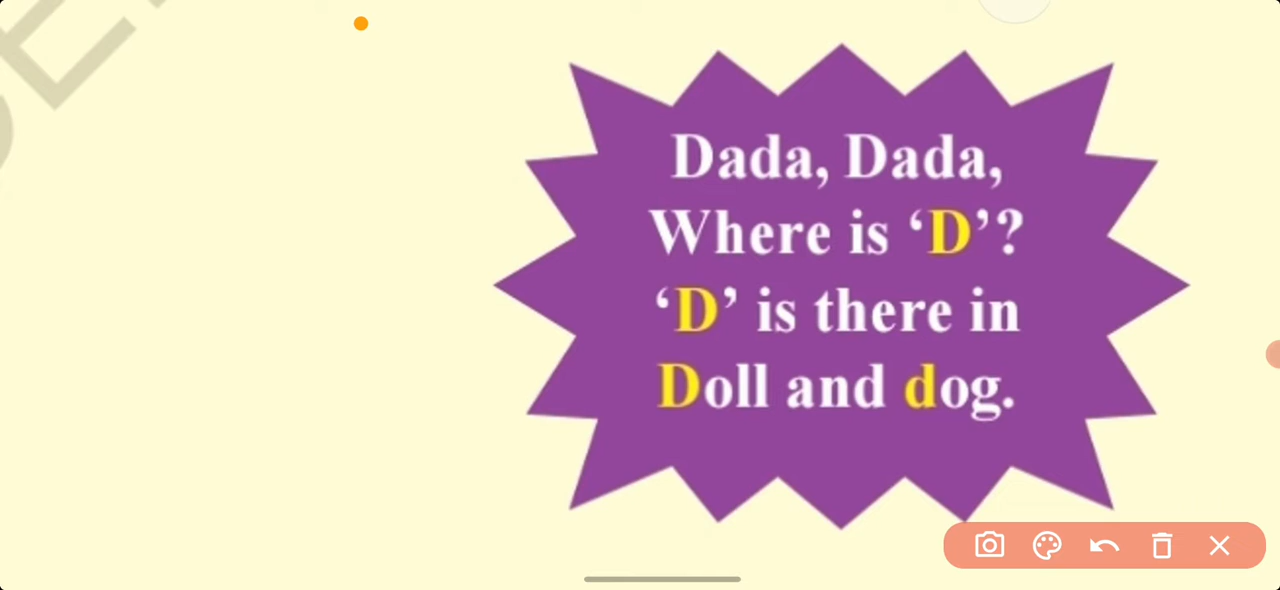 Dada, Dada,
Where is ‘D’?
‘D’ is there in
Doll and dog.